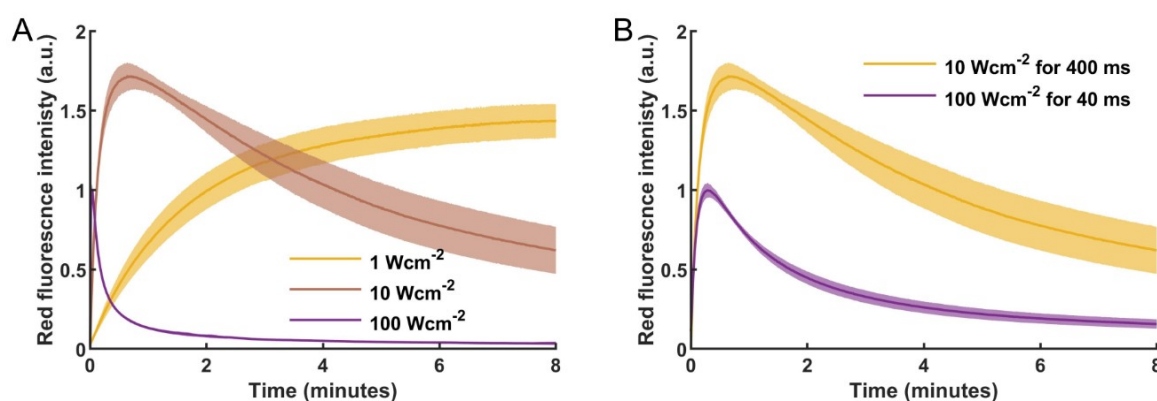 A
Red fluorescnce intenisty (a.u.)
2
1.5
1
0.5
0
1 Wcm⁻²
10 Wcm⁻²
100 Wcm⁻²
0 2 4 6 8
Time (minutes)
B
Red fluorescnce intenisty (a.u.)
2
1.5
1
0.5
0
10 Wcm⁻² for 400 ms
100 Wcm⁻² for 40 ms
0 2 4 6 8
Time (minutes)